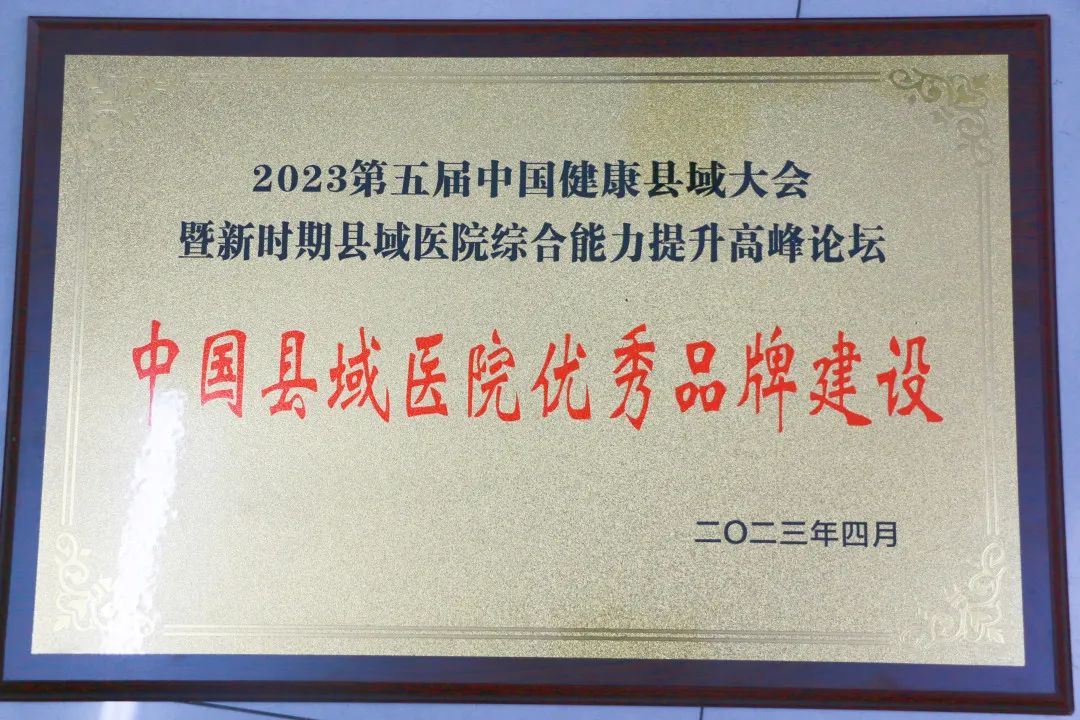 2023第五届中国健康县域大会
暨新时期县域医院综合能力提升高峰论坛
中国县域医院优秀品牌建设
二〇二三年四月